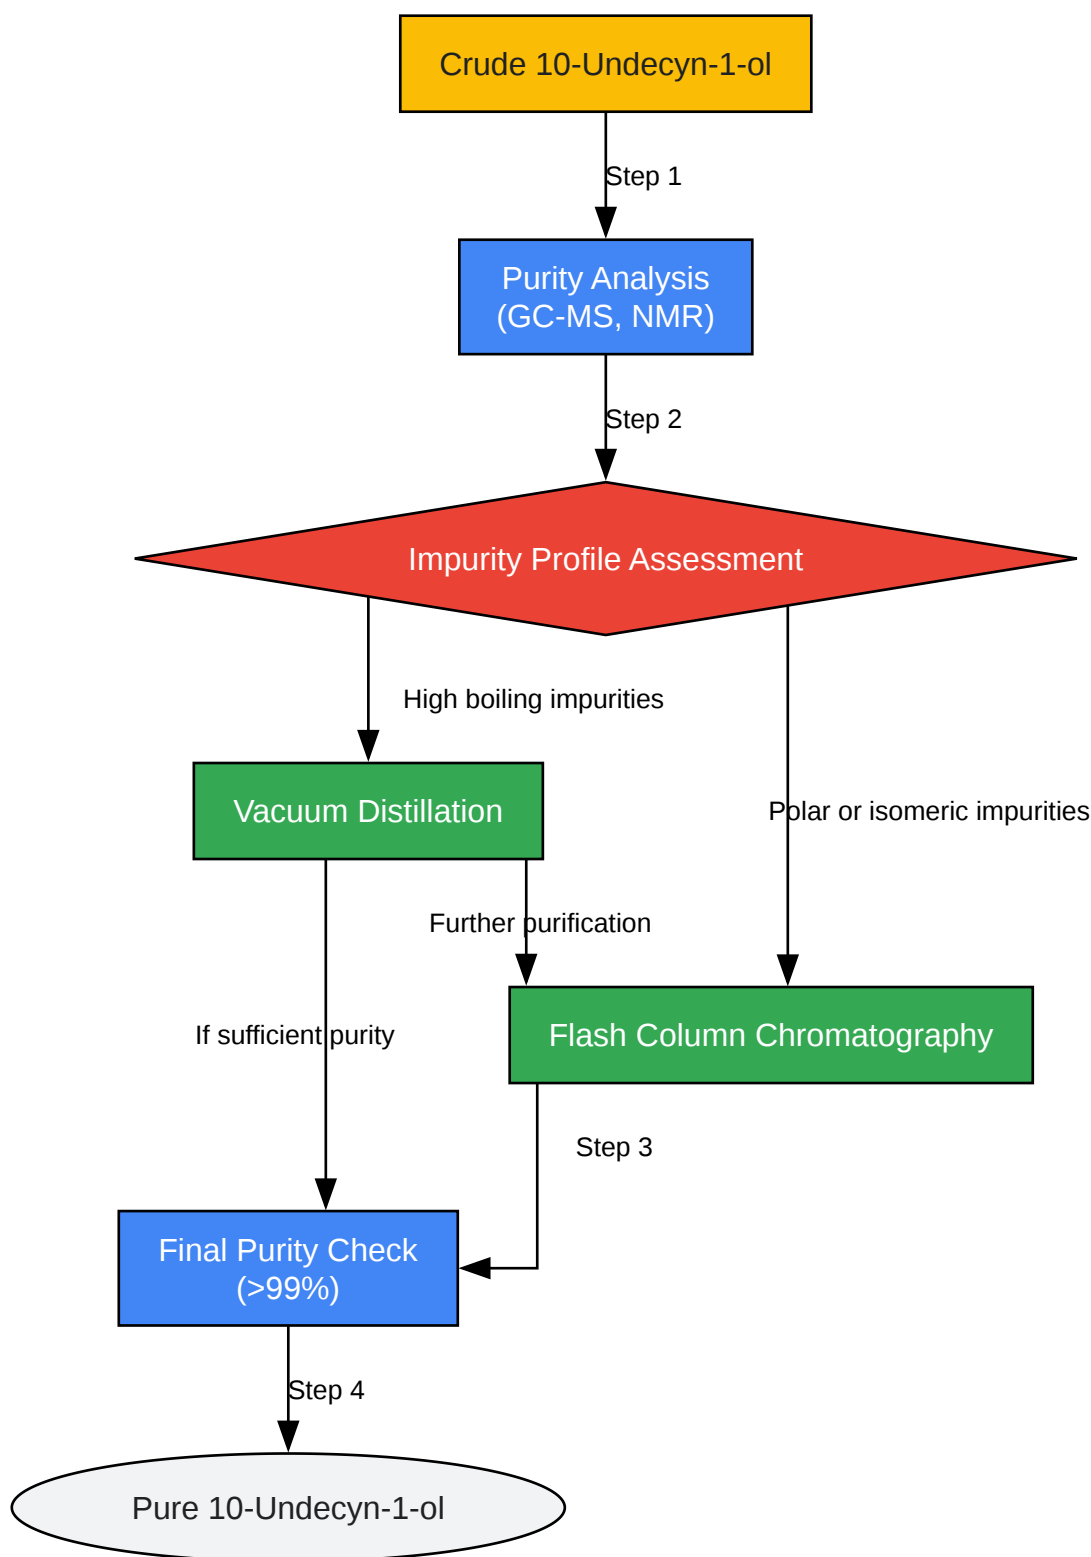 Crude 10-Undecyn-1-ol
Step 1
Purity Analysis
(GC-MS, NMR)
Step 2
Impurity Profile Assessment
High boiling impurities
Vacuum Distillation
Polar or isomeric impurities
Further purification
If sufficient purity
Flash Column Chromatography
Step 3
Final Purity Check
(>99%)
Step 4
Pure 10-Undecyn-1-ol